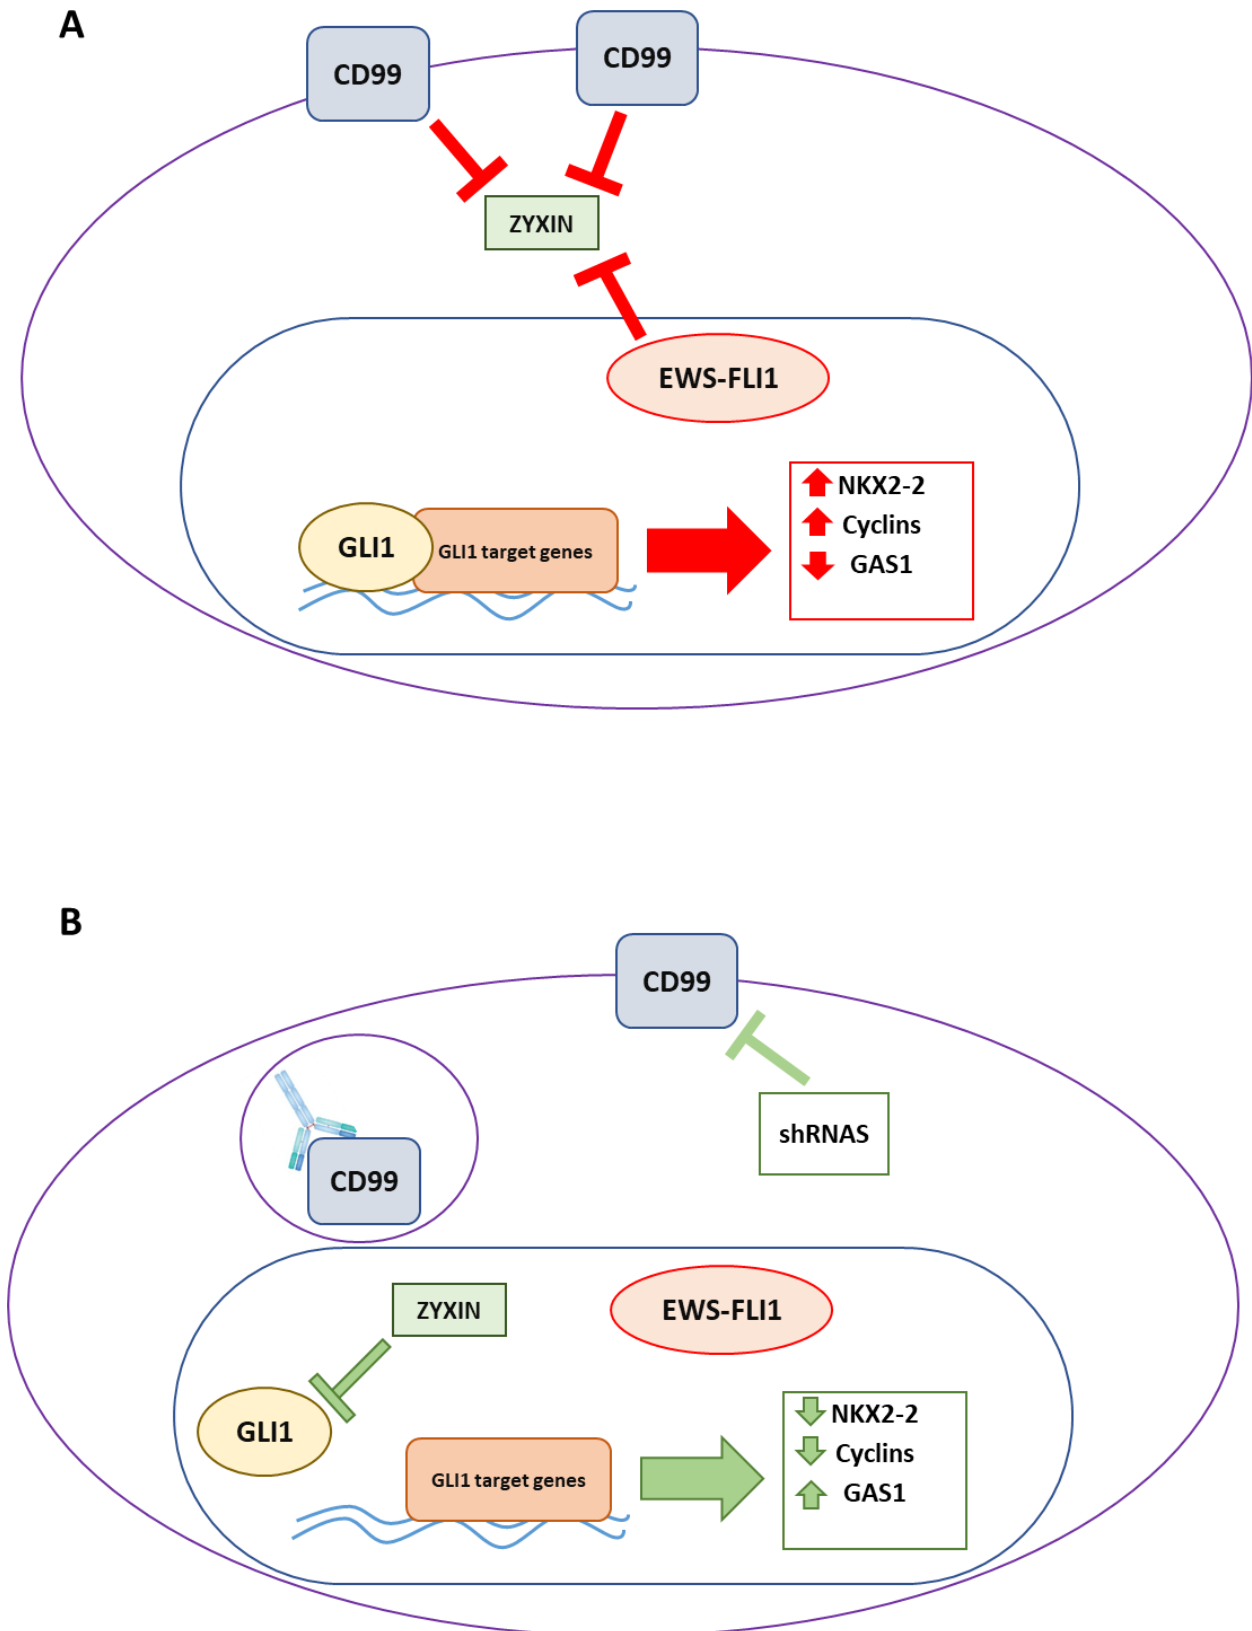 A
CD99
CD99
ZYXIN
EWS-FLI1
NKX2-2
Cyclins
GAS1
GLI1
GLI1 target genes
B
CD99
shRNAS
CD99
ZYXIN
EWS-FLI1
GLI1
NKX2-2
Cyclins
GAS1
GLI1 target genes